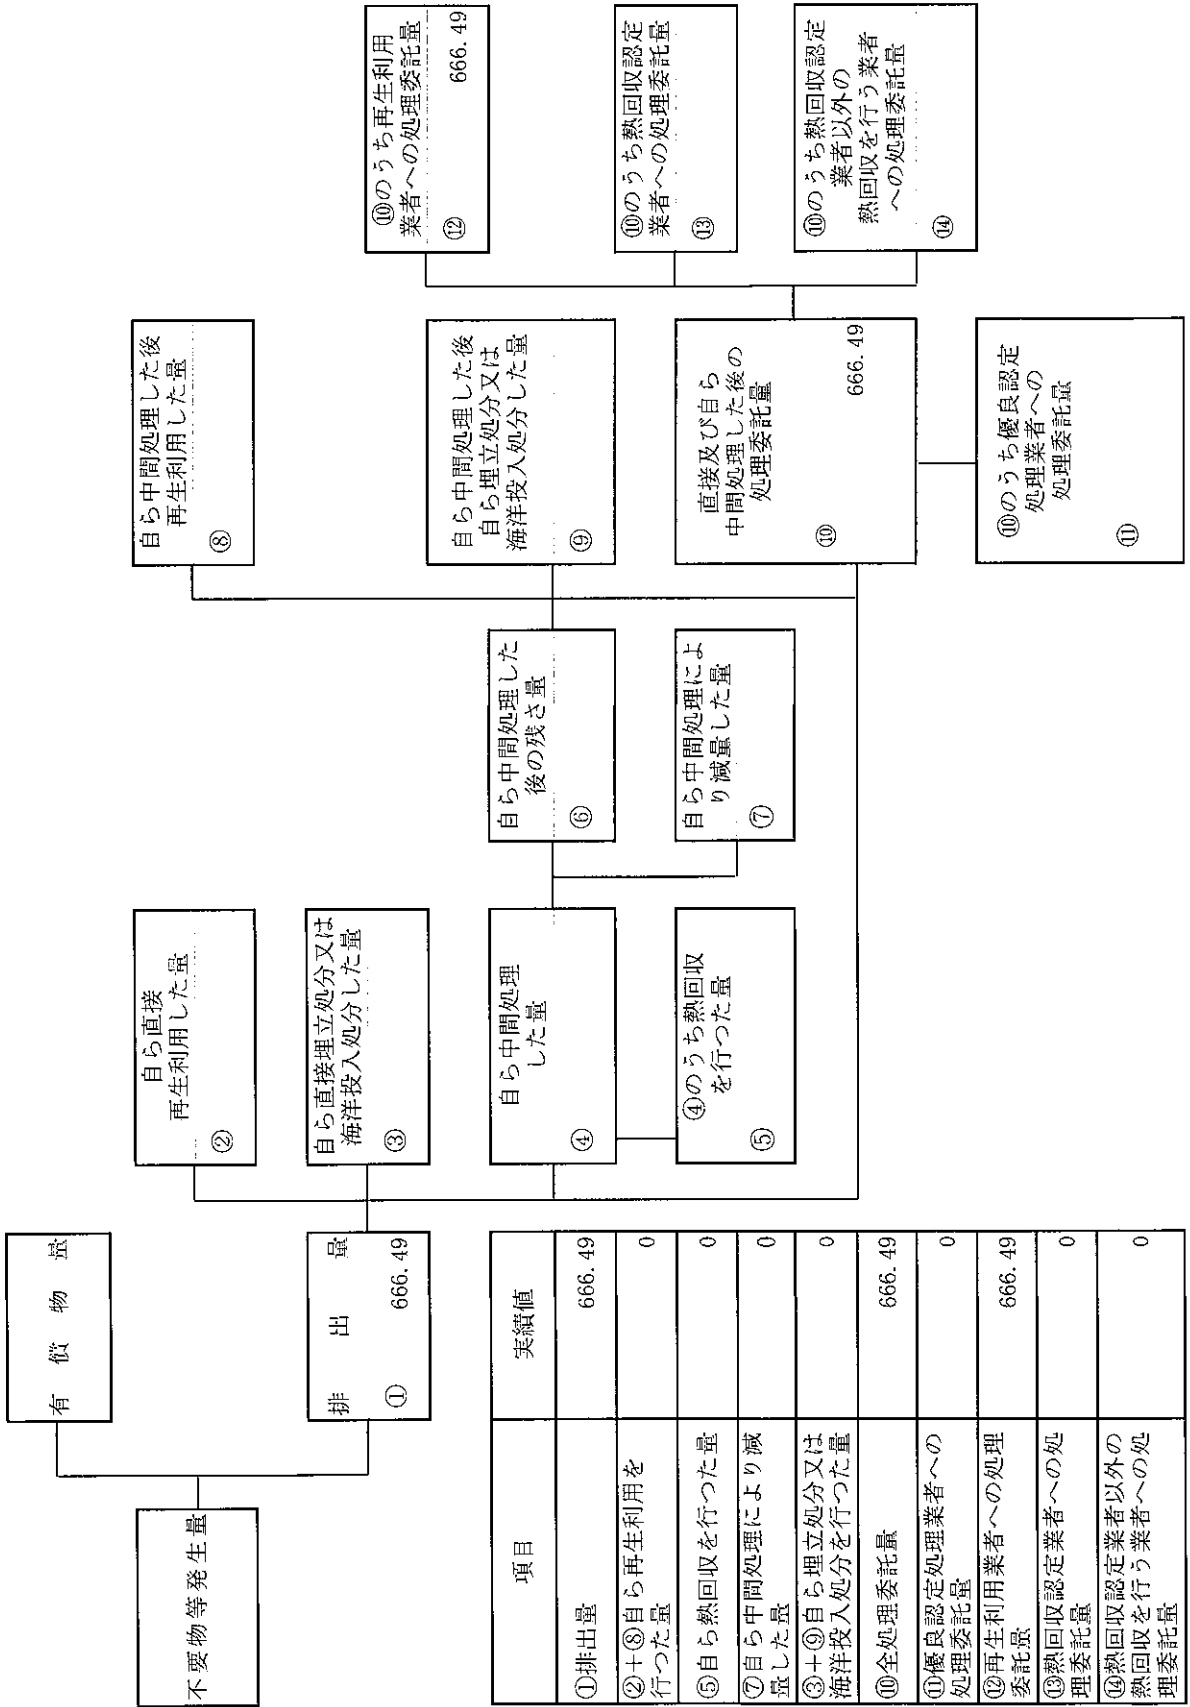 不要物等発生量
有償物量
排出量
① 666.49
自ら直接
再生利用した量
②
自ら直接埋立処分又は
海洋投入処分した量
③
自ら中間処理
した量
④
④のうち熱回収
を行つた量
⑤
自ら中間処理した
後の残さ量
⑥
自ら中間処理によ
り減量した量
⑦
自ら中間処理した後
再生利用した量
⑧
自ら中間処理した後
自ら埋立処分又は
海洋投入処分した量
⑨
直接及び自ら
中間処理した後の
処理委託量
⑩ 666.49
⑩のうち優良認定
処理業者への
処理委託量
⑪
⑩のうち再生利用
業者への処理委託量
⑫ 666.49
⑩のうち熱回収認定
業者への処理委託量
⑬
⑩のうち熱回収認定
業者以外の
熱回収を行う業者
への処理委託量
⑭
項目 実績値
①排出量 666.49
②+⑧自ら再生利用を
行つた量 0
⑤自ら熱回収を行つた量 0
⑦自ら中間処理により減
量した量 0
③+⑨自ら埋立処分又は
海洋投入処分を行つた量 0
⑩全処理委託量 666.49
⑪優良認定処理業者への
処理委託量 0
⑫再生利用業者への処理
委託量 666.49
⑬熱回収認定業者への処
理委託量 0
⑭熱回収認定業者以外の
熱回収を行う業者への処
理委託量 0